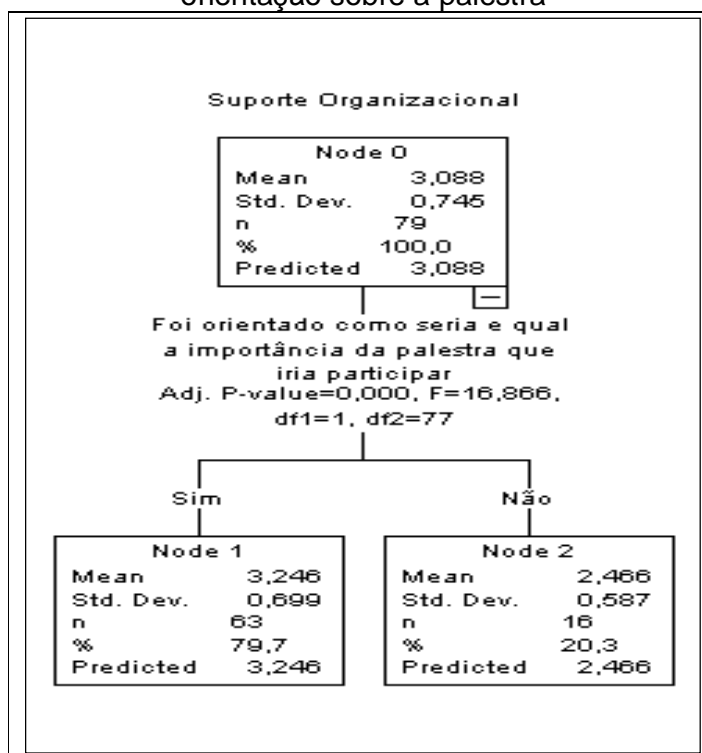 orientação sobre a palestra
Suporte Organizacional
Node 0
Mean 3,088
Std. Dev. 0,745
n 79
% 100,0
Predicted 3,088
Foi orientado como seria e qual
a importância da palestra que
iria participar
Adj. P-value=0,000, F=16,866,
df1=1, df2=77
Sim
Não
Node 1
Mean 3,246
Std. Dev. 0,699
n 63
% 79,7
Predicted 3,246
Node 2
Mean 2,466
Std. Dev. 0,587
n 16
% 20,3
Predicted 2,466